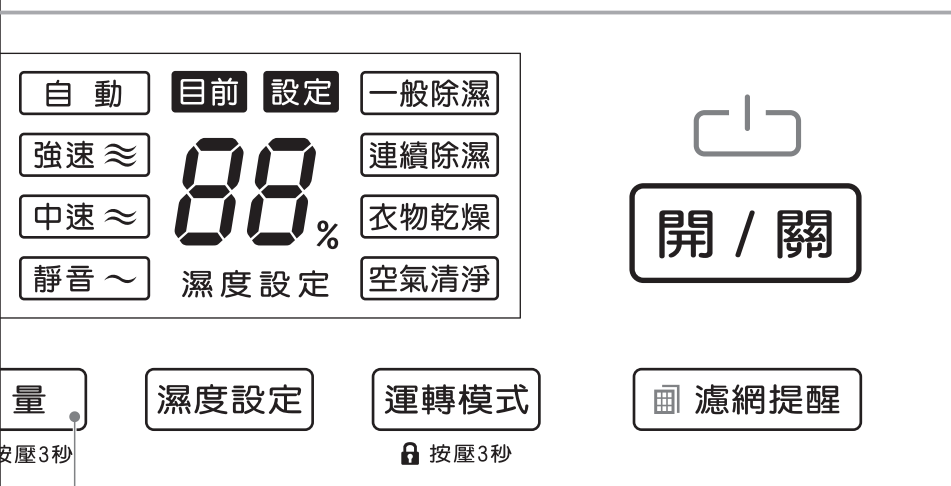 自動 目前 設定 一般除濕
強速 連續除濕
88%
中速 衣物乾燥
靜音 濕度設定 空氣清淨
開 / 關
量 濕度設定 運轉模式 濾網提醒
按壓3秒 按壓3秒